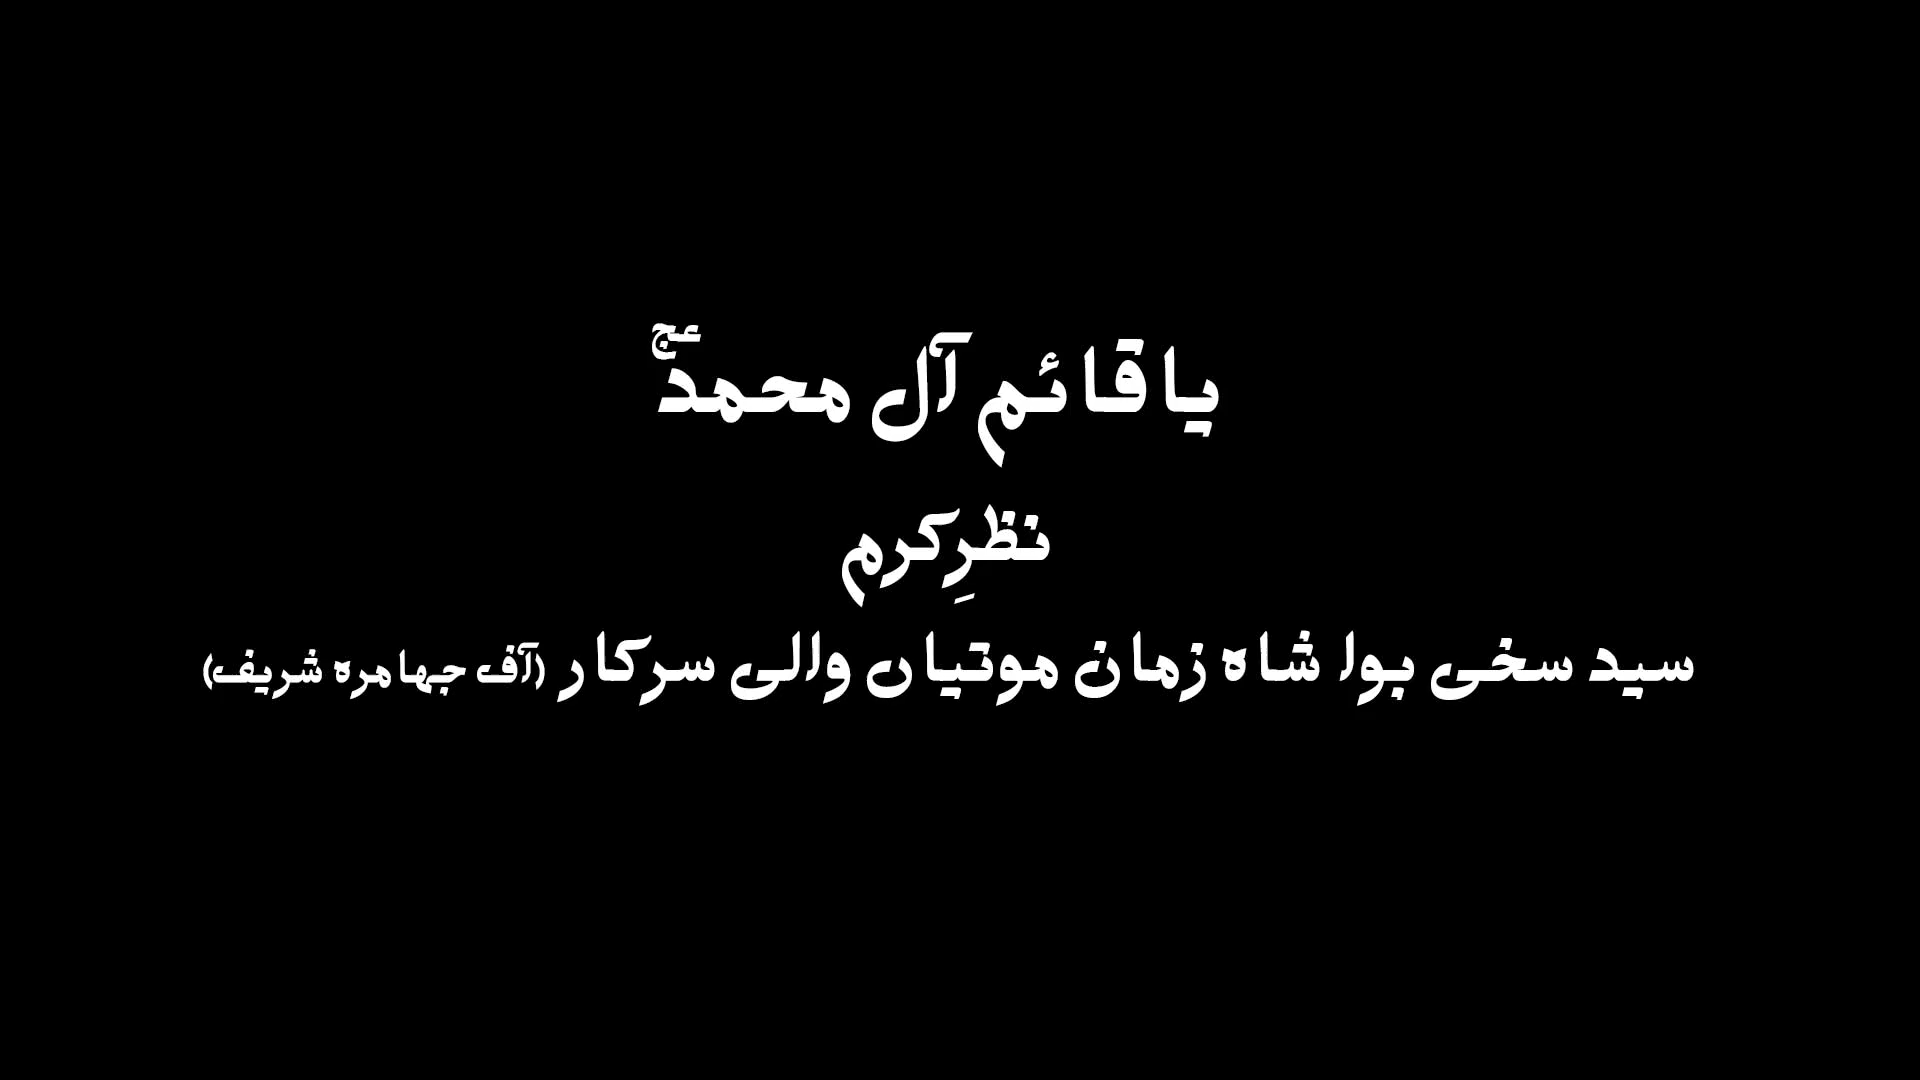 یا قائم آل محمدؐ عج
نظرِ کرم
سید سخی بوا شاہ زمان موتیاں والی سرکار (آف جہامرہ شریف)